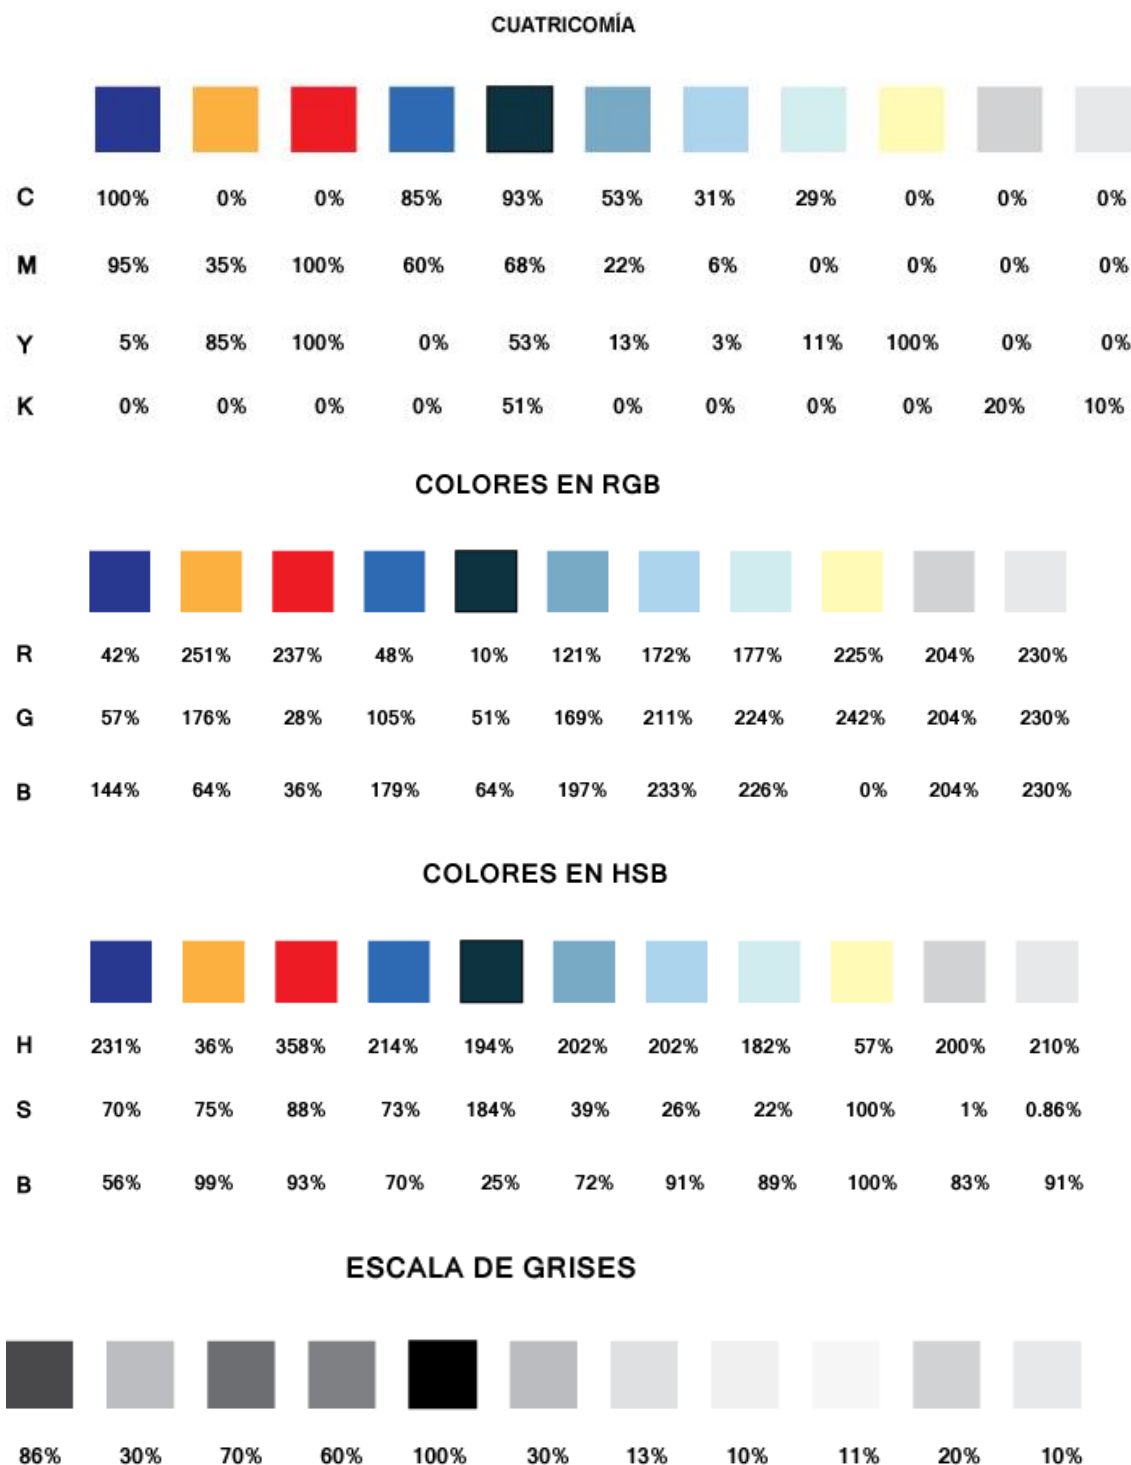 CUATRICOMÍA
C 100% 0% 0% 85% 93% 53% 31% 29% 0% 0% 0%
M 95% 35% 100% 60% 68% 22% 6% 0% 0% 0% 0%
Y 5% 85% 100% 0% 53% 13% 3% 11% 100% 0% 0%
K 0% 0% 0% 0% 51% 0% 0% 0% 0% 20% 10%
COLORES EN RGB
R 42% 251% 237% 48% 10% 121% 172% 177% 225% 204% 230%
G 57% 176% 28% 105% 51% 169% 211% 224% 242% 204% 230%
B 144% 64% 36% 179% 64% 197% 233% 226% 0% 204% 230%
COLORES EN HSB
H 231% 36% 358% 214% 194% 202% 202% 182% 57% 200% 210%
S 70% 75% 88% 73% 184% 39% 26% 22% 100% 1% 0.86%
B 56% 99% 93% 70% 25% 72% 91% 89% 100% 83% 91%
ESCALA DE GRISES
86% 30% 70% 60% 100% 30% 13% 10% 11% 20% 10%